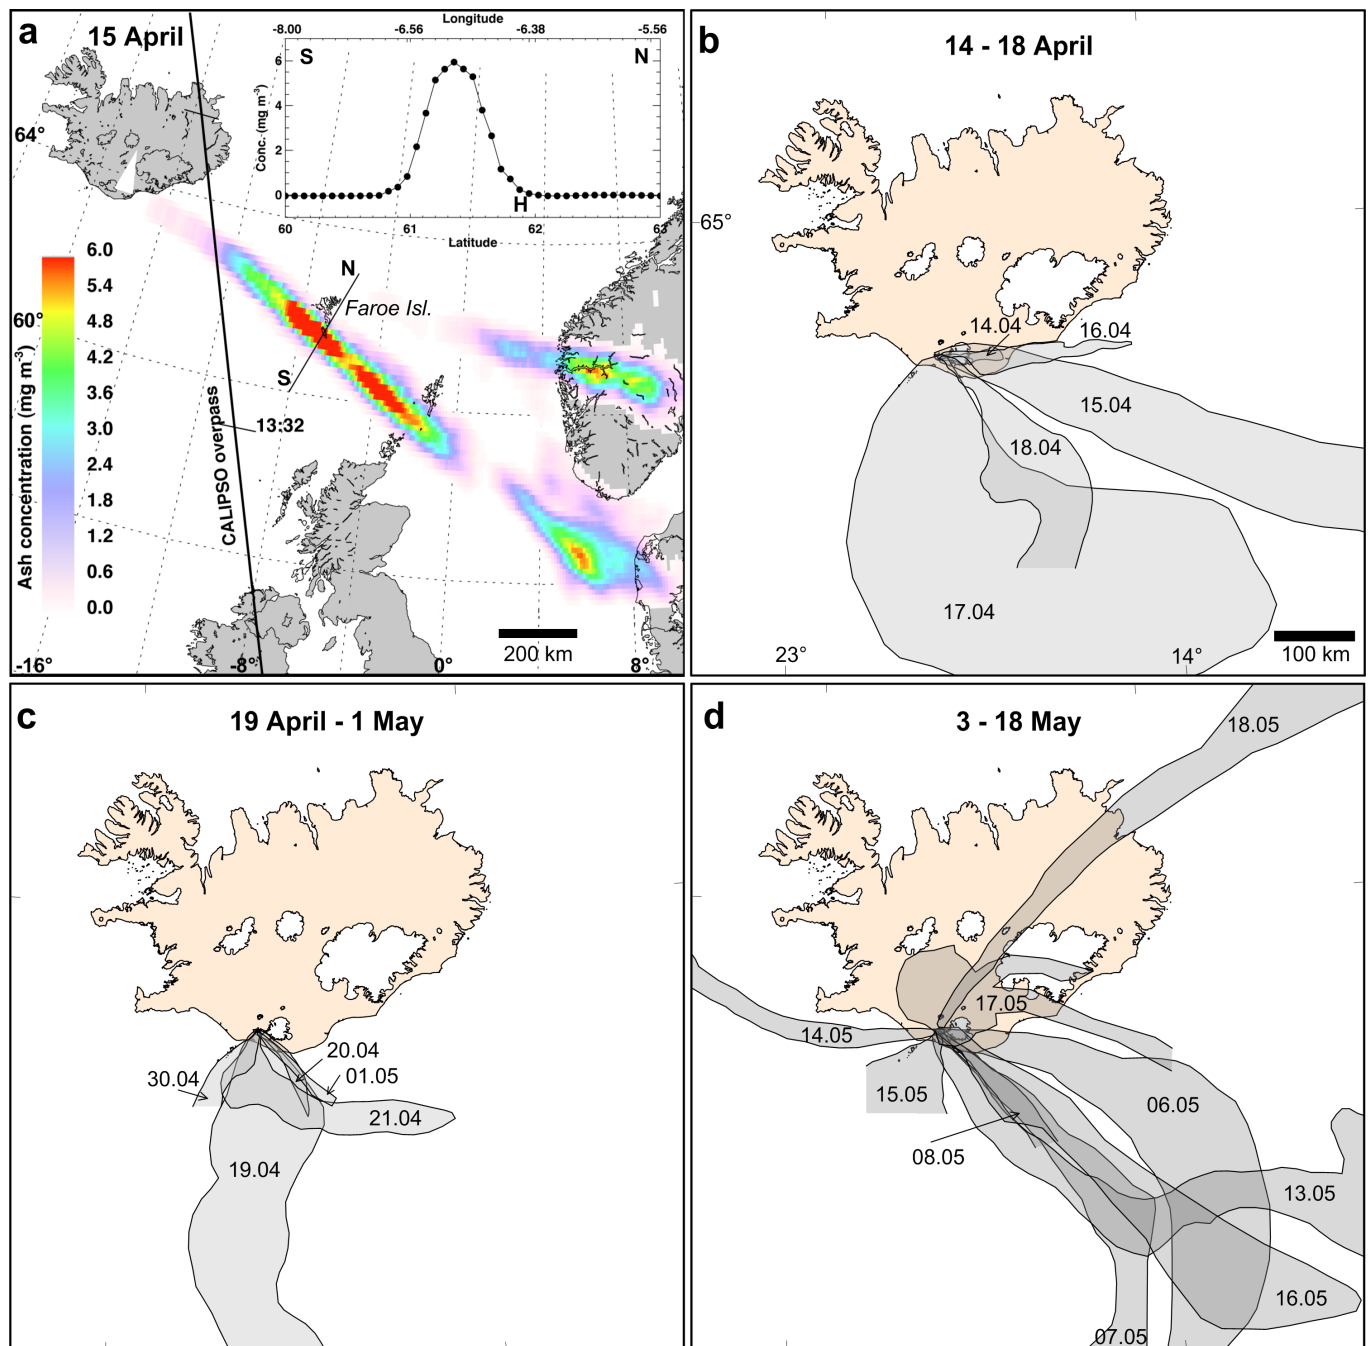 a
15 April
Longitude
-8.00
-6.56
-6.38
-5.56
S
N
6
4
2
0
Conc. (mg m-3)
H
60
61
62
63
Latitude
64°
60°
N
Faroe Isl.
S
6.0
5.4
4.8
4.2
3.6
3.0
2.4
1.8
1.2
0.6
0.0
Ash concentration (mg m-3)
CALIPSO overpass
13:32
200 km
-16°
-8°
0°
8°
b
14 - 18 April
65°
14.04
16.04
15.04
18.04
17.04
23°
14°
100 km
c
19 April - 1 May
20.04
01.05
30.04
21.04
19.04
d
3 - 18 May
18.05
17.05
14.05
15.05
06.05
08.05
13.05
16.05
07.05